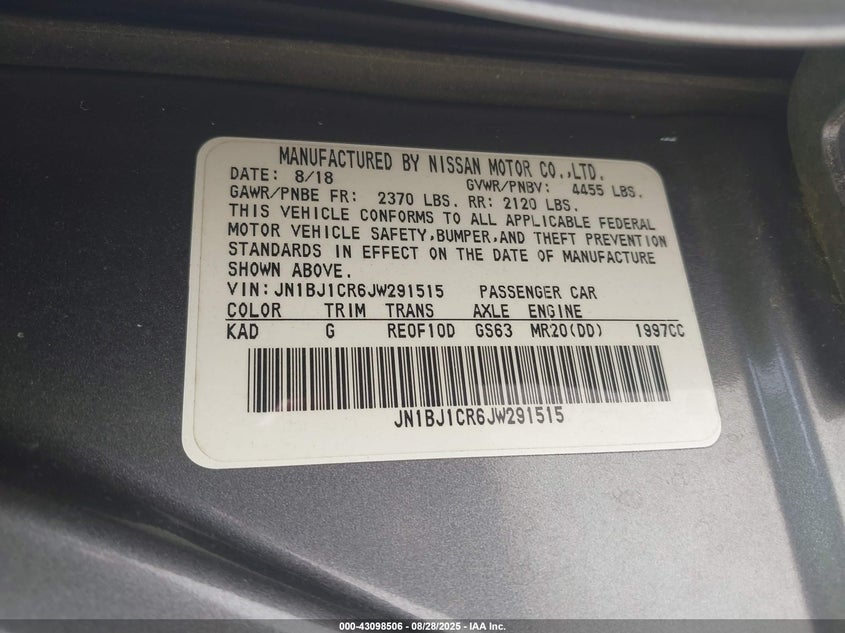 MANUFACTURED BY NISSAN MOTOR CO.,LTD.
DATE: 8/18 GVWR/PNBV: 4455 LBS.
GAWR/PNBE FR: 2370 LBS. RR: 2120 LBS.
THIS VEHICLE CONFORMS TO ALL APPLICABLE FEDERAL
MOTOR VEHICLE SAFETY,BUMPER,AND THEFT PREVENTION
STANDARDS IN EFFECT ON THE DATE OF MANUFACTURE
SHOWN ABOVE.
VIN:JN1BJ1CR6JW291515 PASSENGER CAR
COLOR TRIM TRANS AXLE ENGINE
KAD G RE0F10D GS63 MR20(DD) 1997CC
JN1BJ1CR6JW291515
000-43098506 - 08/28/2025 - IAA Inc.